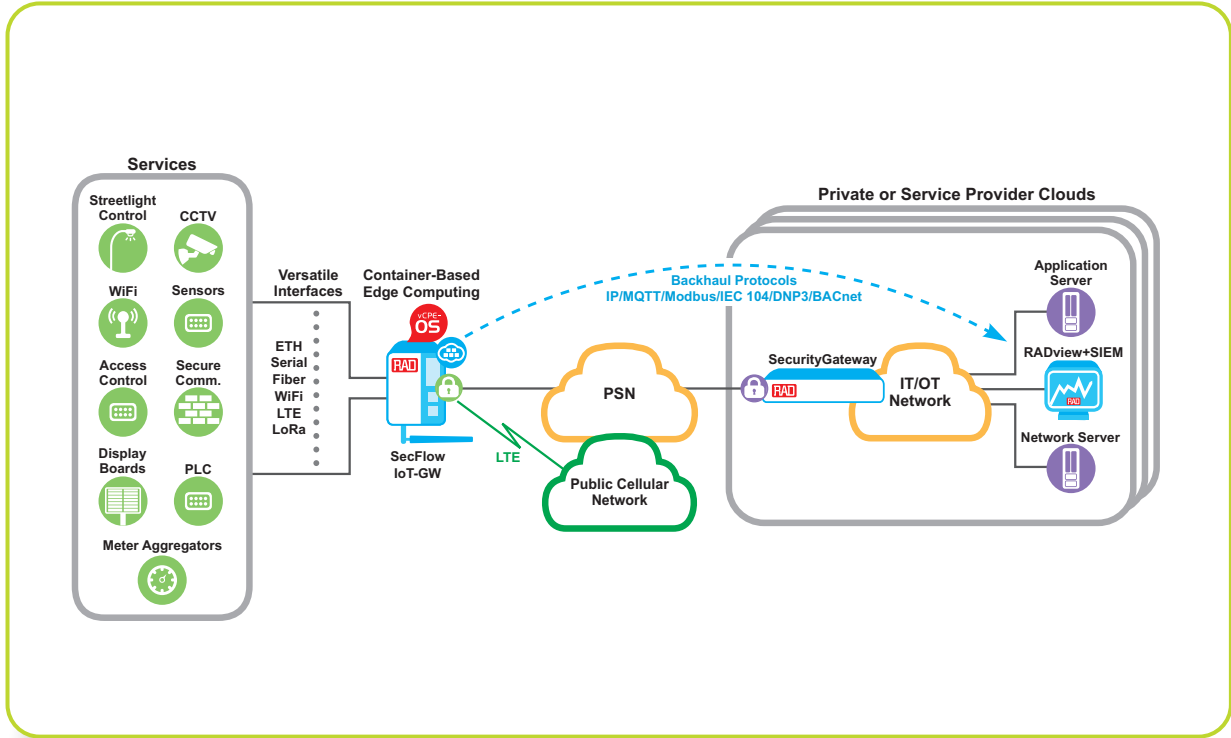 Services
Streetlight
Control
CCTV
WiFi
Sensors
Access
Control
Secure
Comm.
Display
Boards
PLC
Meter Aggregators
Versatile
Interfaces
ETH
Serial
Fiber
WiFi
LTE
LoRa
Container-Based
Edge Computing
vCPE-
OS
RAD
SecFlow
IoT-GW
LTE
PSN
Public Cellular
Network
Backhaul Protocols
IP/MQTT/Modbus/IEC 104/DNP3/BACnet
Private or Service Provider Clouds
SecurityGateway
RAD
IT/OT
Network
Application
Server
RADview+SIEM
RAD
Network Server